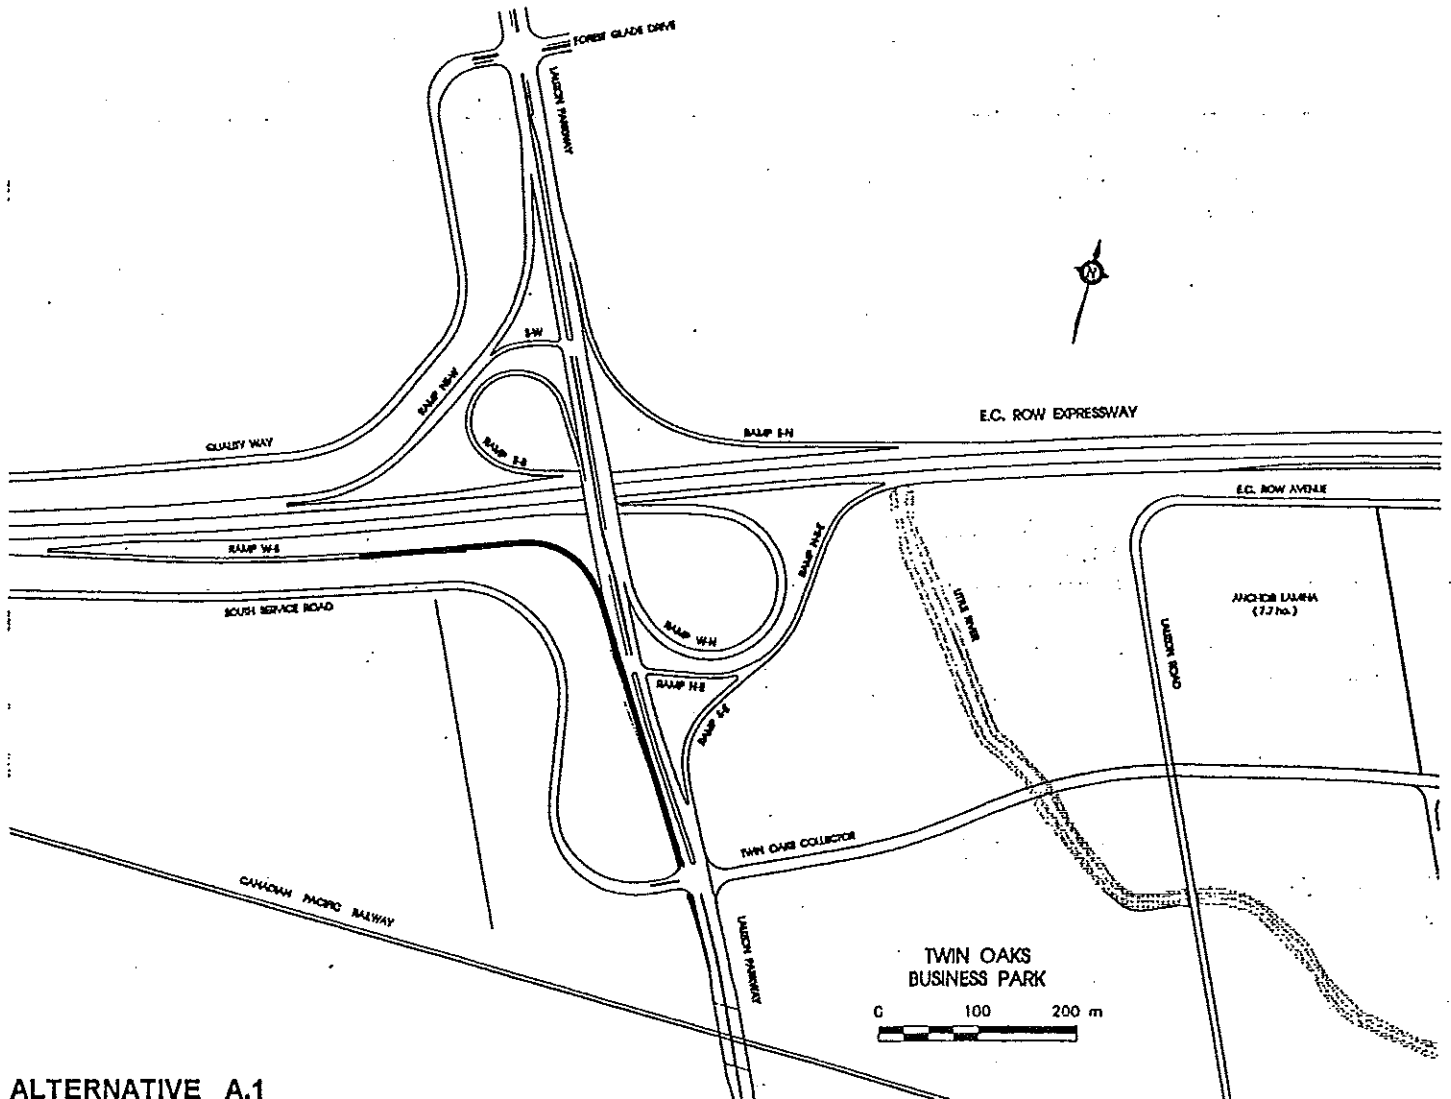 FOREST GLADE DRIVE
LAUZON PARKWAY
N
S-W
RAMP NS-W
E.C. ROW EXPRESSWAY
RAMP E-N
QUALITY WAY
RAMP E-S
E.C. ROW AVENUE
RAMP W-S
RAMP N-S-E
SOUTH SERVICE ROAD
LITTLE RIVER
ANCHOR LAMINA
(7.7 ha.)
RAMP W-N
LAUZON ROAD
RAMP N-E
RAMP S-E
TWIN OAKS COLLECTOR
CANADIAN PACIFIC RAILWAY
LAUZON PARKWAY
TWIN OAKS
BUSINESS PARK
0 100 200 m
ALTERNATIVE A.1